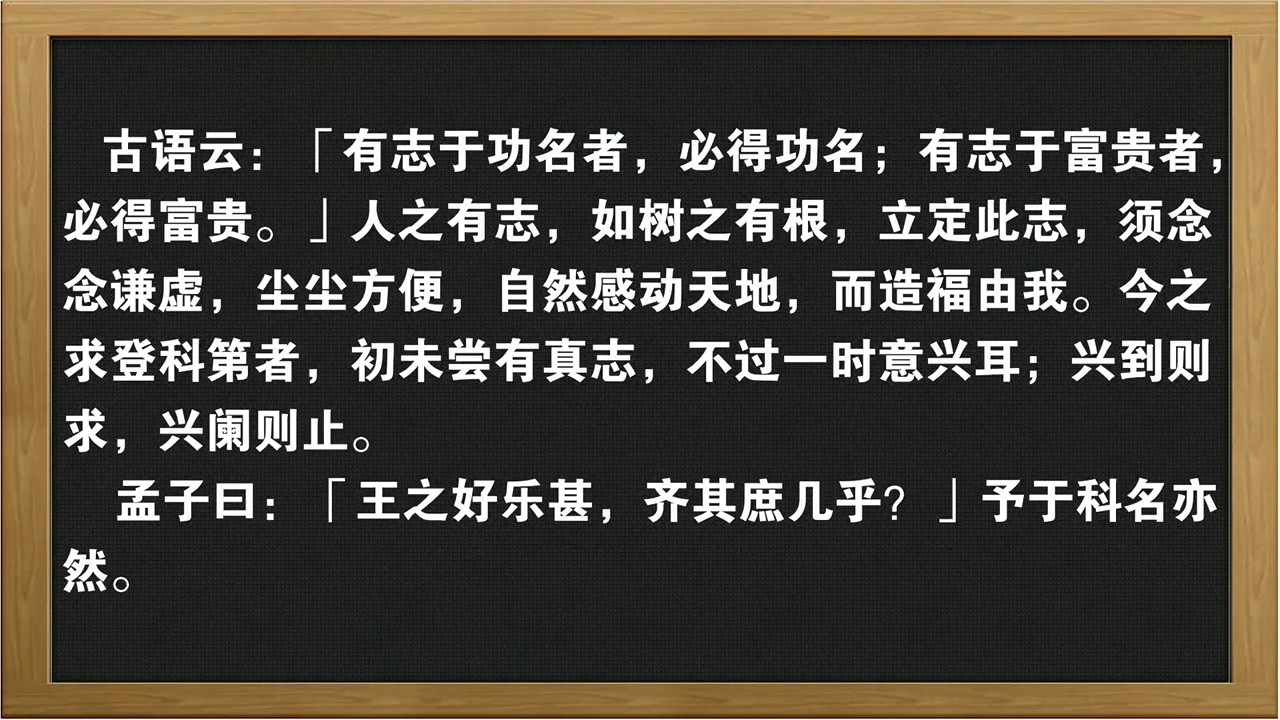 古语云：「有志于功名者，必得功名；有志于富贵者，
必得富贵。」人之有志，如树之有根，立定此志，须念
念谦虚，尘尘方便，自然感动天地，而造福由我。今之
求登科第者，初未尝有真志，不过一时意兴耳；兴到则
求，兴阑则止。
孟子曰：「王之好乐甚，齐其庶几乎？」予于科名亦
然。